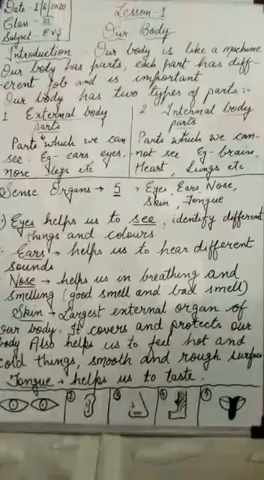 Date - 1/6/2020
Lesson - 1
Class - III
Our Body
Subject - EVS
Introduction - Our body is like a machine
Our body has parts, each part has diff-
erent job and is important
Our body has two types of parts:-
1 External body
parts
Parts which we can
see. Eg- ears eyes,
nose, legs etc
2 Internal body
parts
Parts which we can-
not see. Eg- brain,
Heart, Lungs etc
Sense Organs → 5 : Eyes, Ears, Nose,
Skin, Tongue
Eyes helps us to see, identify different
things and colours.
Ears → helps us to hear different
sounds
Nose → helps us in breathing and
smelling (good smell and bad smell)
Skin → Largest external organ of
our body. It covers and protects our
body Also helps us to feel hot and
cold things, smooth and rough surface
Tongue → helps us to taste.
2 3 4 5